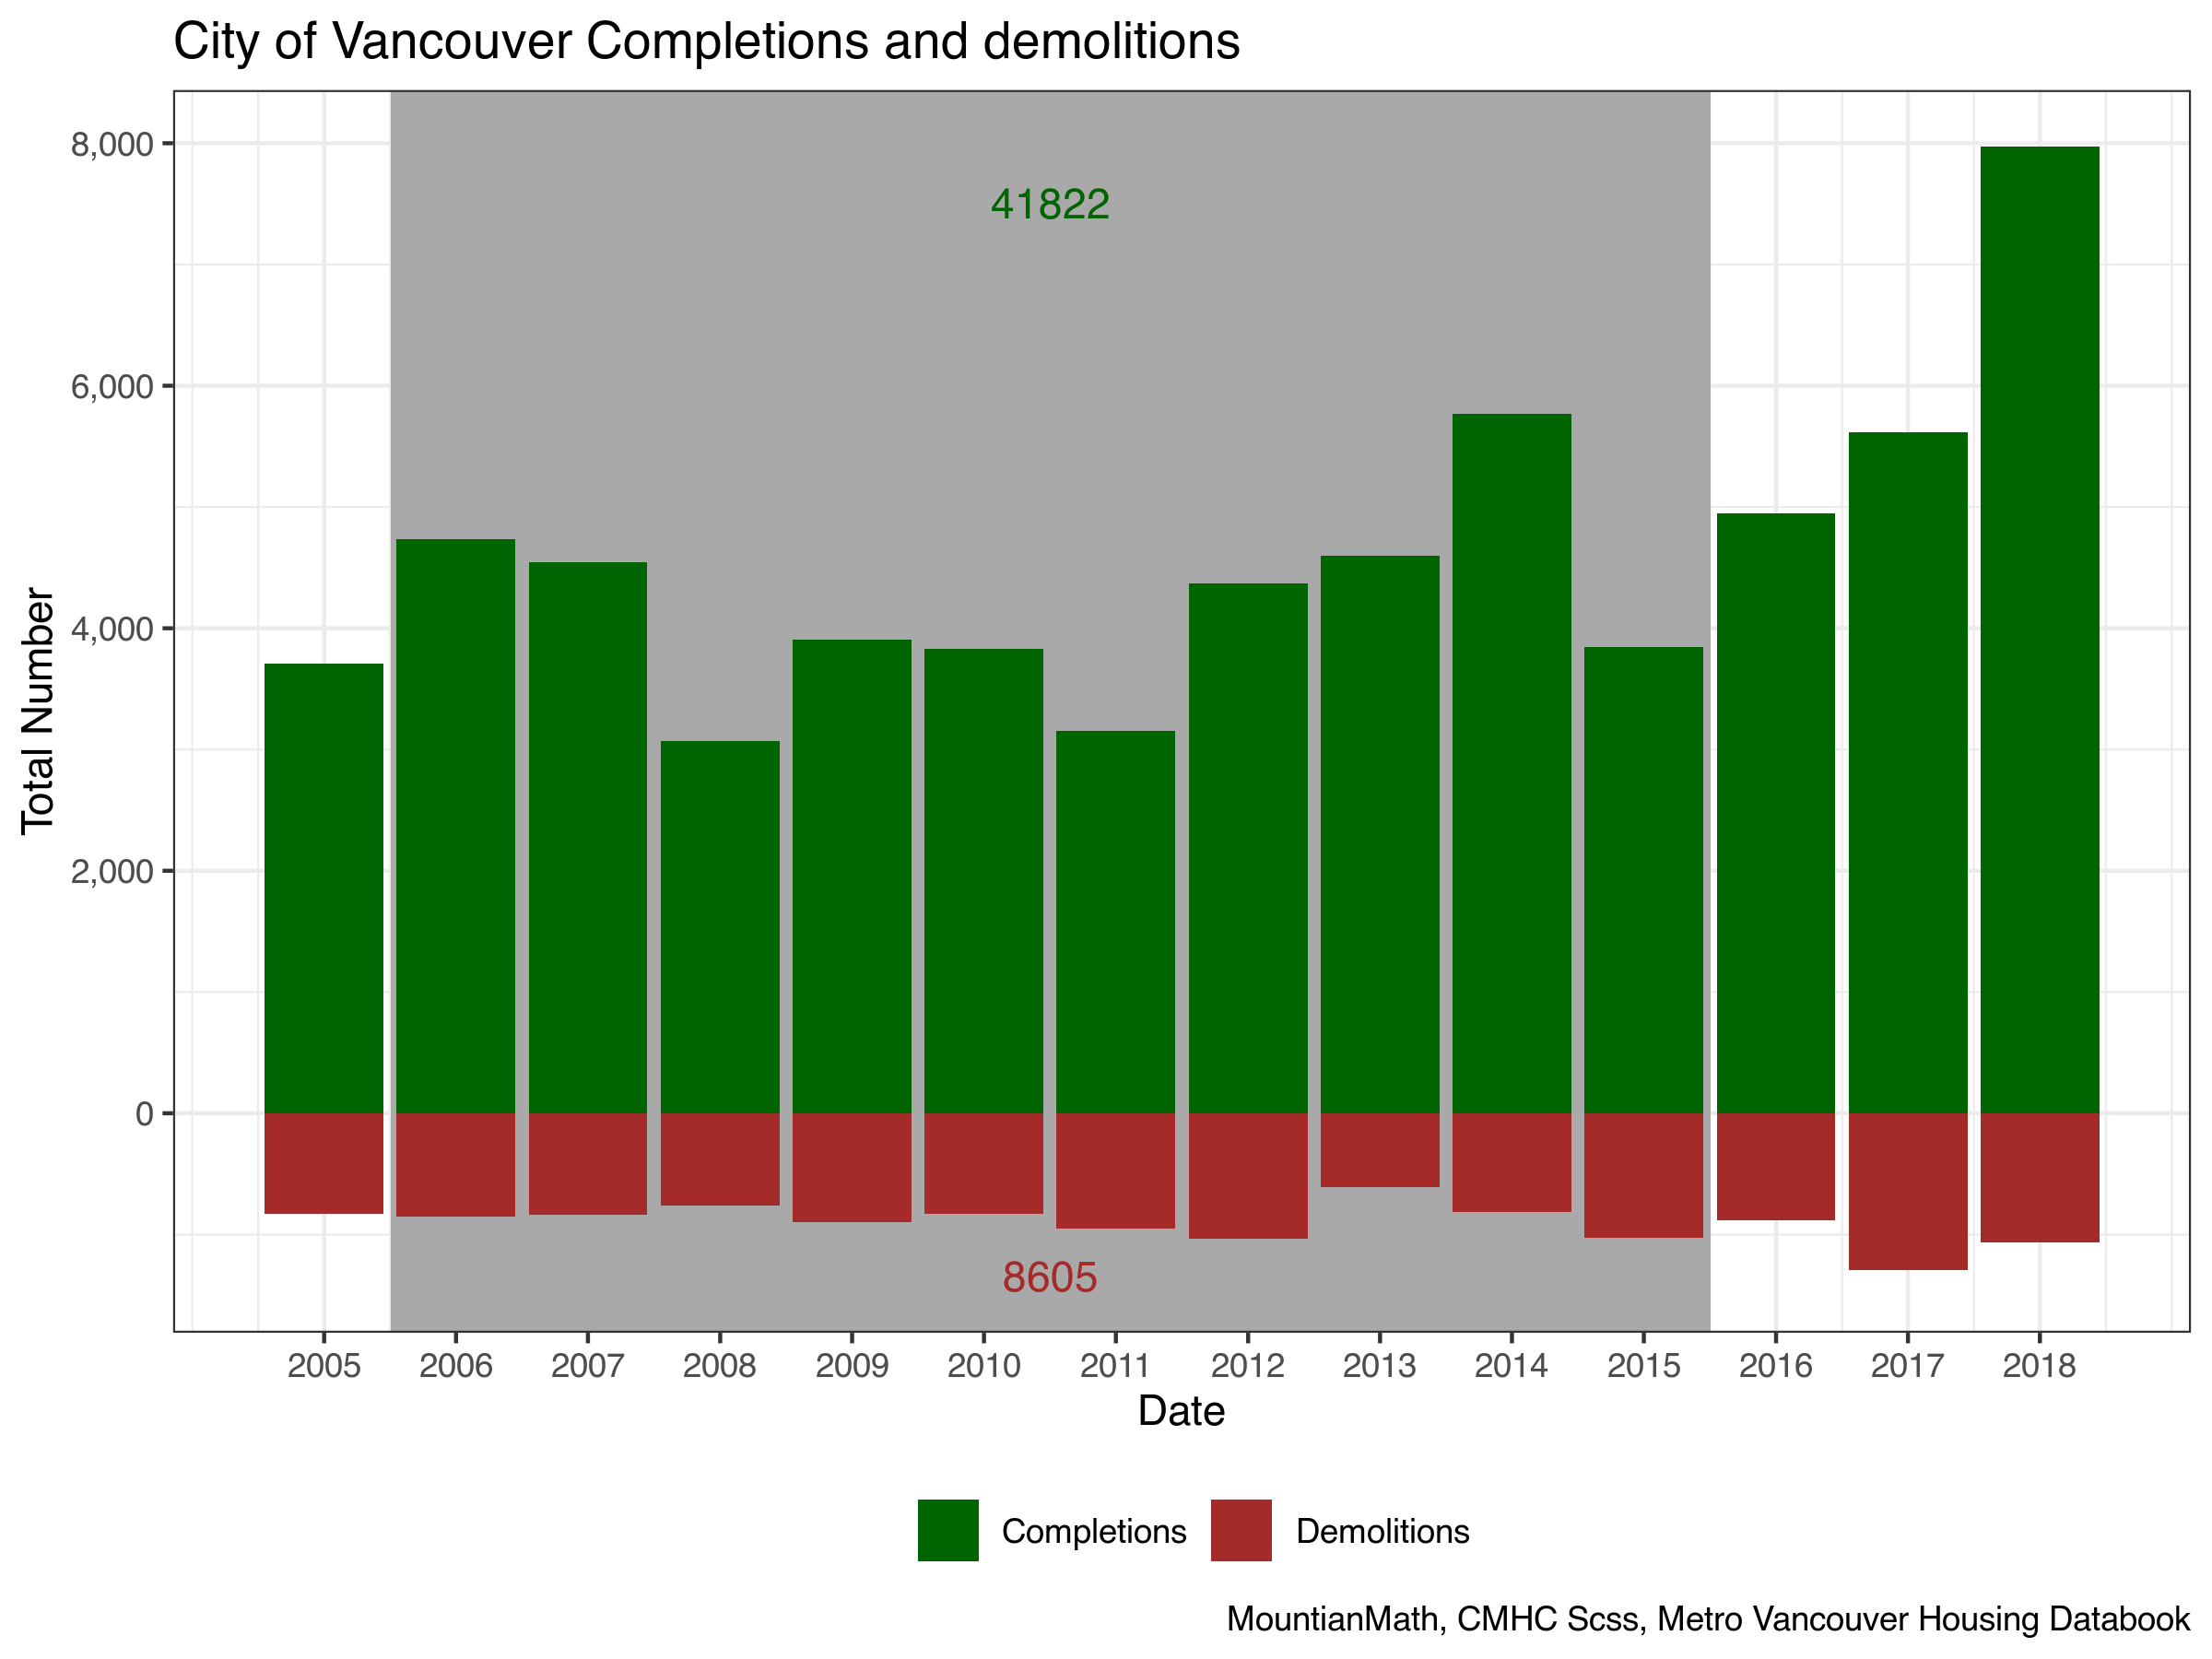 City of Vancouver Completions and demolitions
Total Number
8,000
6,000
4,000
2,000
0
41822
8605
2005 2006 2007 2008 2009 2010 2011 2012 2013 2014 2015 2016 2017 2018
Date
Completions Demolitions
MountianMath, CMHC Scss, Metro Vancouver Housing Databook